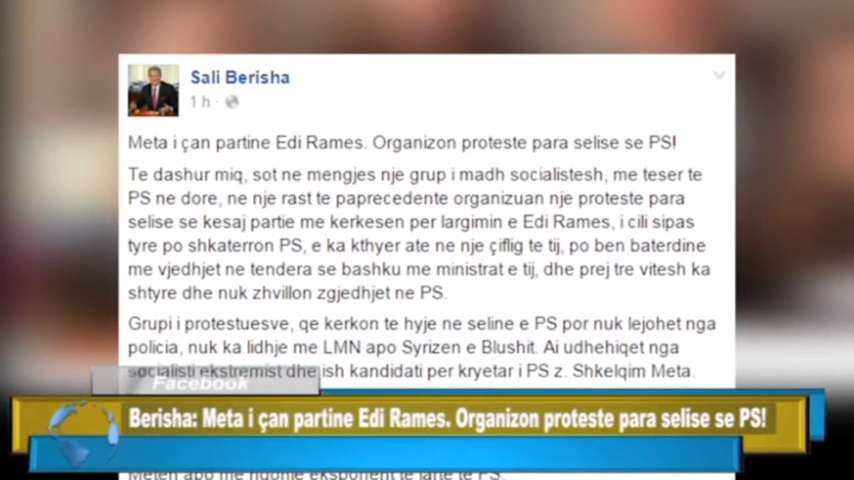 Sali Berisha
1 h ·
Meta i çan partine Edi Rames. Organizon proteste para selise se PS!
Te dashur miq, sot ne mengjes nje grup i madh socialistesh, me teser te
PS ne dore, ne nje rast te paprecedente organizuan nje proteste para
selise se kesaj partie me kerkesen per largimin e Edi Rames, i cili sipas
tyre po shkaterron PS, e ka kthyer ate ne nje çiflig te tij, po ben baterdine
me vjedhjet ne tendera se bashku me ministrat e tij, dhe prej tre vitesh ka
shtyre dhe nuk zhvillon zgjedhjet ne PS.
Grupi i protestuesve, qe kerkon te hyje ne seline e PS por nuk lejohet nga
policia, nuk ka lidhje me LMN apo Syrizen e Blushit. Ai udhehiqet nga
socialisti ekstremist dhe ish kandidati per kryetar i PS z. Shkelqim Meta.
Facebook
Berisha: Meta i çan partine Edi Rames. Organizon proteste para selise se PS!